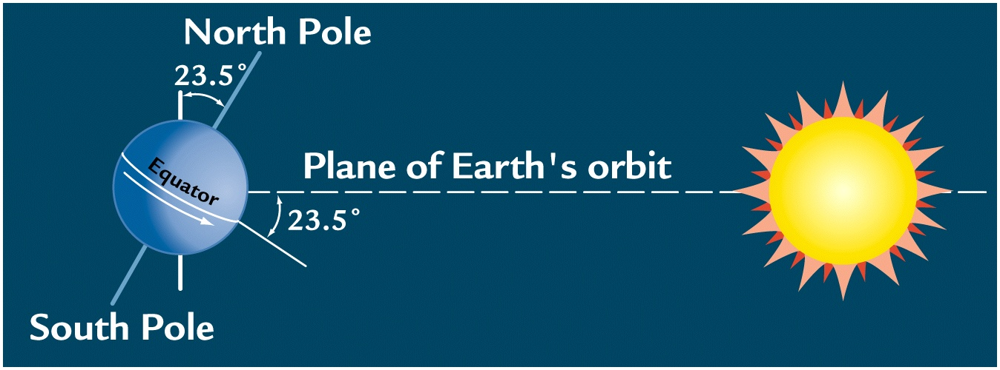 North Pole
23.5°
Equator
Plane of Earth's orbit
23.5°
South Pole